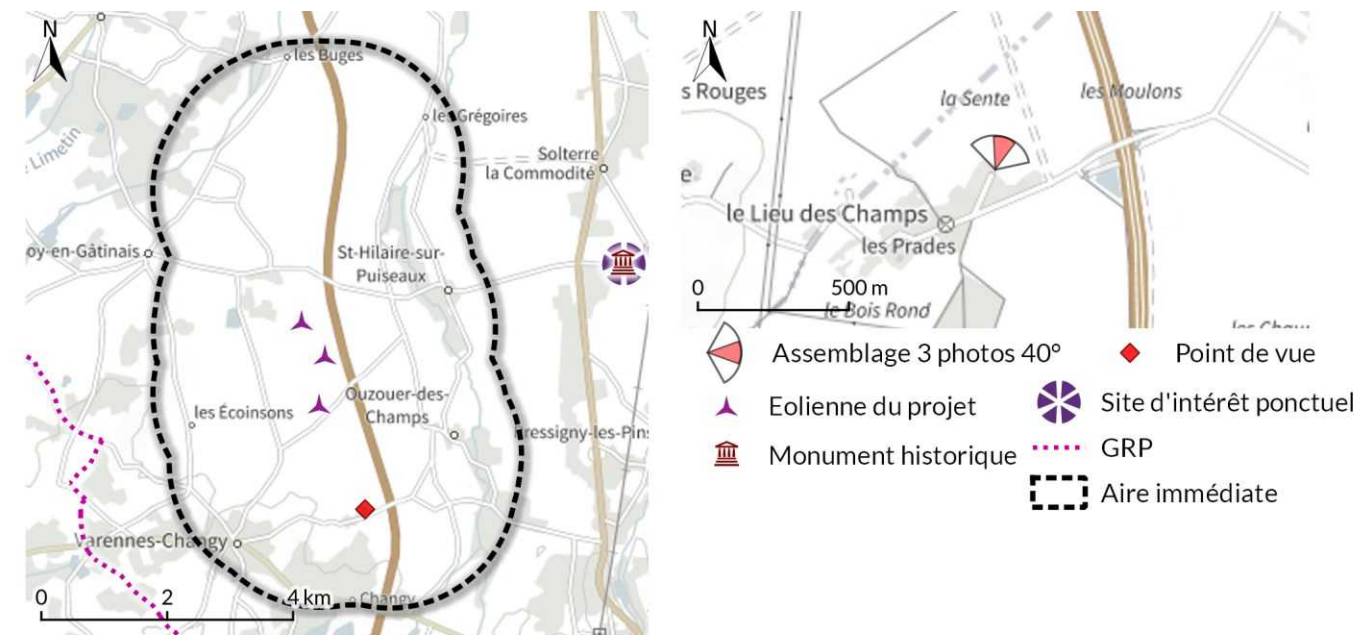 N
les Buges
les Grégoires
Limetin
Solterre
la Commodité
oy-en-Gâtinais
St-Hilaire-sur-
Puiseaux
les Écoinsons
Ouzouer-des-
Champs
ressigny-les-Pins
Varennes-Changy
Changy
0 2 4 km
N
s Rouges
la Sente
les Moulons
e
le Lieu des Champs
les Prades
0 500 m
le Bois Rond
les Chau
Assemblage 3 photos 40°
Point de vue
Eolienne du projet
Site d'intérêt ponctuel
Monument historique
GRP
Aire immédiate